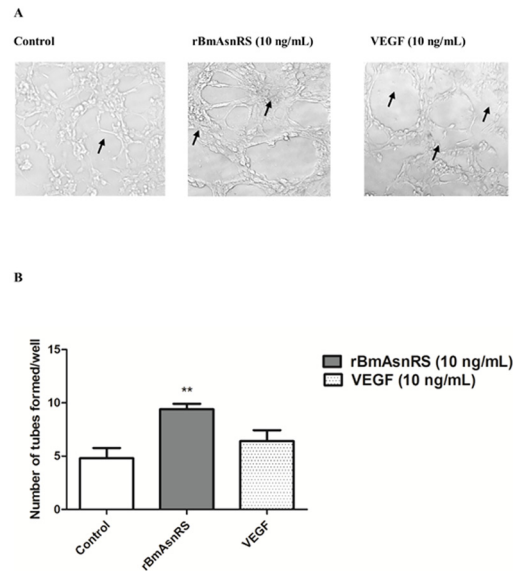 A
Control
rBmAsnRS (10 ng/mL)
VEGF (10 ng/mL)
B
Number of tubes formed/well
15
10
5
0
**
Control
rBmAsnRS
VEGF
rBmAsnRS (10 ng/mL)
VEGF (10 ng/mL)